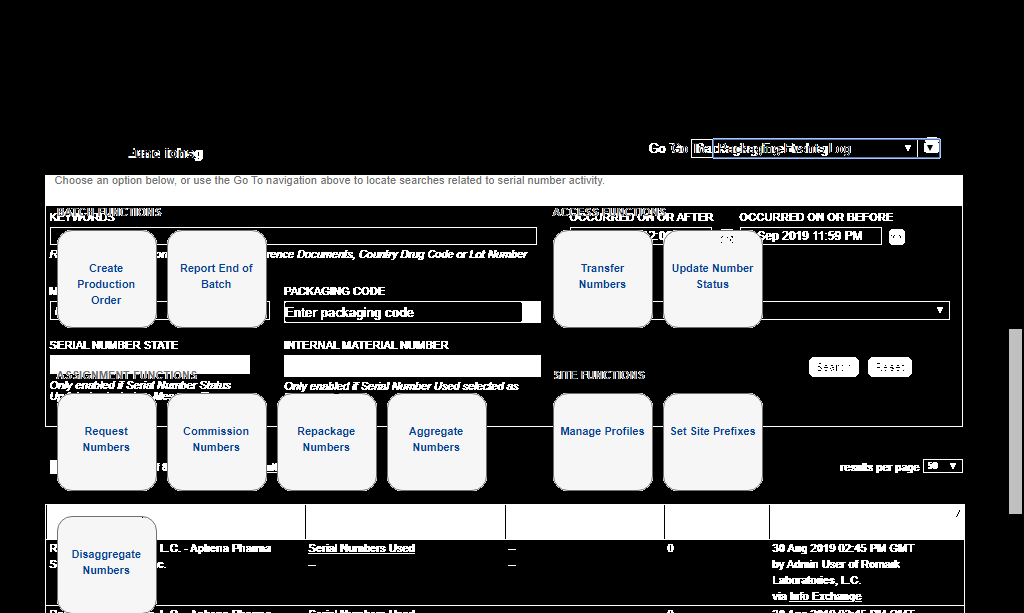 Go To
Choose an option below, or use the Go To navigation above to locate searches related to serial number activity.
BATCH FUNCTIONS
ACCESS FUNCTIONS
KEYWORDS
OCCURRED ON OR AFTER
OCCURRED ON OR BEFORE
Sep 2019 11:59 PM
Documents, Country Drug Code or Lot Number
Create
Production
Order
Report End of
Batch
Transfer
Numbers
Update Number
Status
PACKAGING CODE
Enter packaging code
SERIAL NUMBER STATE
INTERNAL MATERIAL NUMBER
Search
Reset
ASSIGNMENT FUNCTIONS
SITE FUNCTIONS
Only enabled if Serial Number Status
Only enabled if Serial Number Used selected as
Request
Numbers
Commission
Numbers
Repackage
Numbers
Aggregate
Numbers
Manage Profiles
Set Site Prefixes
results per page 50
Disaggregate
Numbers
L.C. - Aphena Pharma
Serial Numbers Used
--
0
30 Aug 2019 02:45 PM GMT
--
--
by Admin User of Romark
Laboratories, L.C.
via Info Exchange